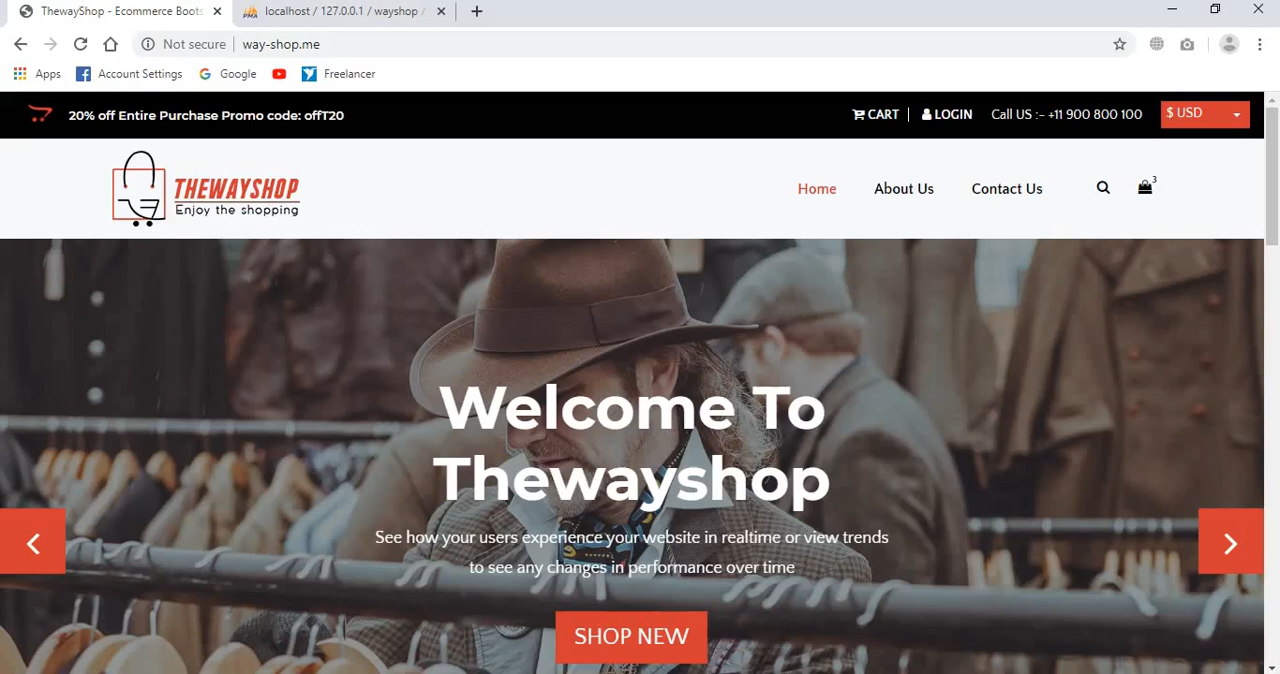 ThewayShop - Ecommerce Boots
localhost / 127.0.0.1 / wayshop /
Not secure
way-shop.me
Apps
Account Settings
Google
Freelancer
20% off Entire Purchase Promo code: offT20
CART
LOGIN
Call US :- +11 900 800 100
$ USD
THEWAYSHOP
Enjoy the shopping
Home
About Us
Contact Us
3
Welcome To
Thewayshop
See how your users experience your website in realtime or view trends
to see any changes in performance over time
SHOP NEW